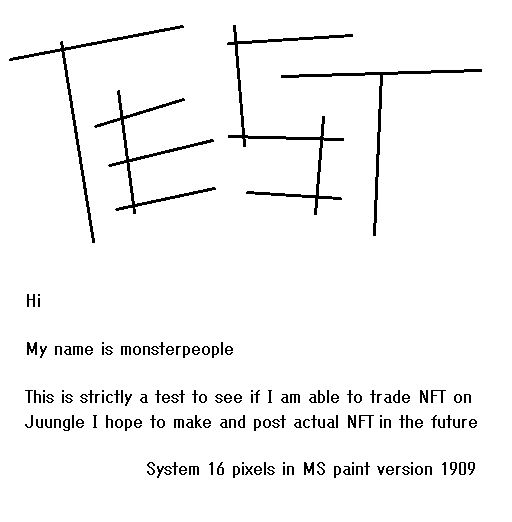 TEST
Hi
My name is monsterpeople
This is strictly a test to see if I am able to trade NFT on
Juungle I hope to make and post actual NFT in the future
System 16 pixels in MS paint version 1909